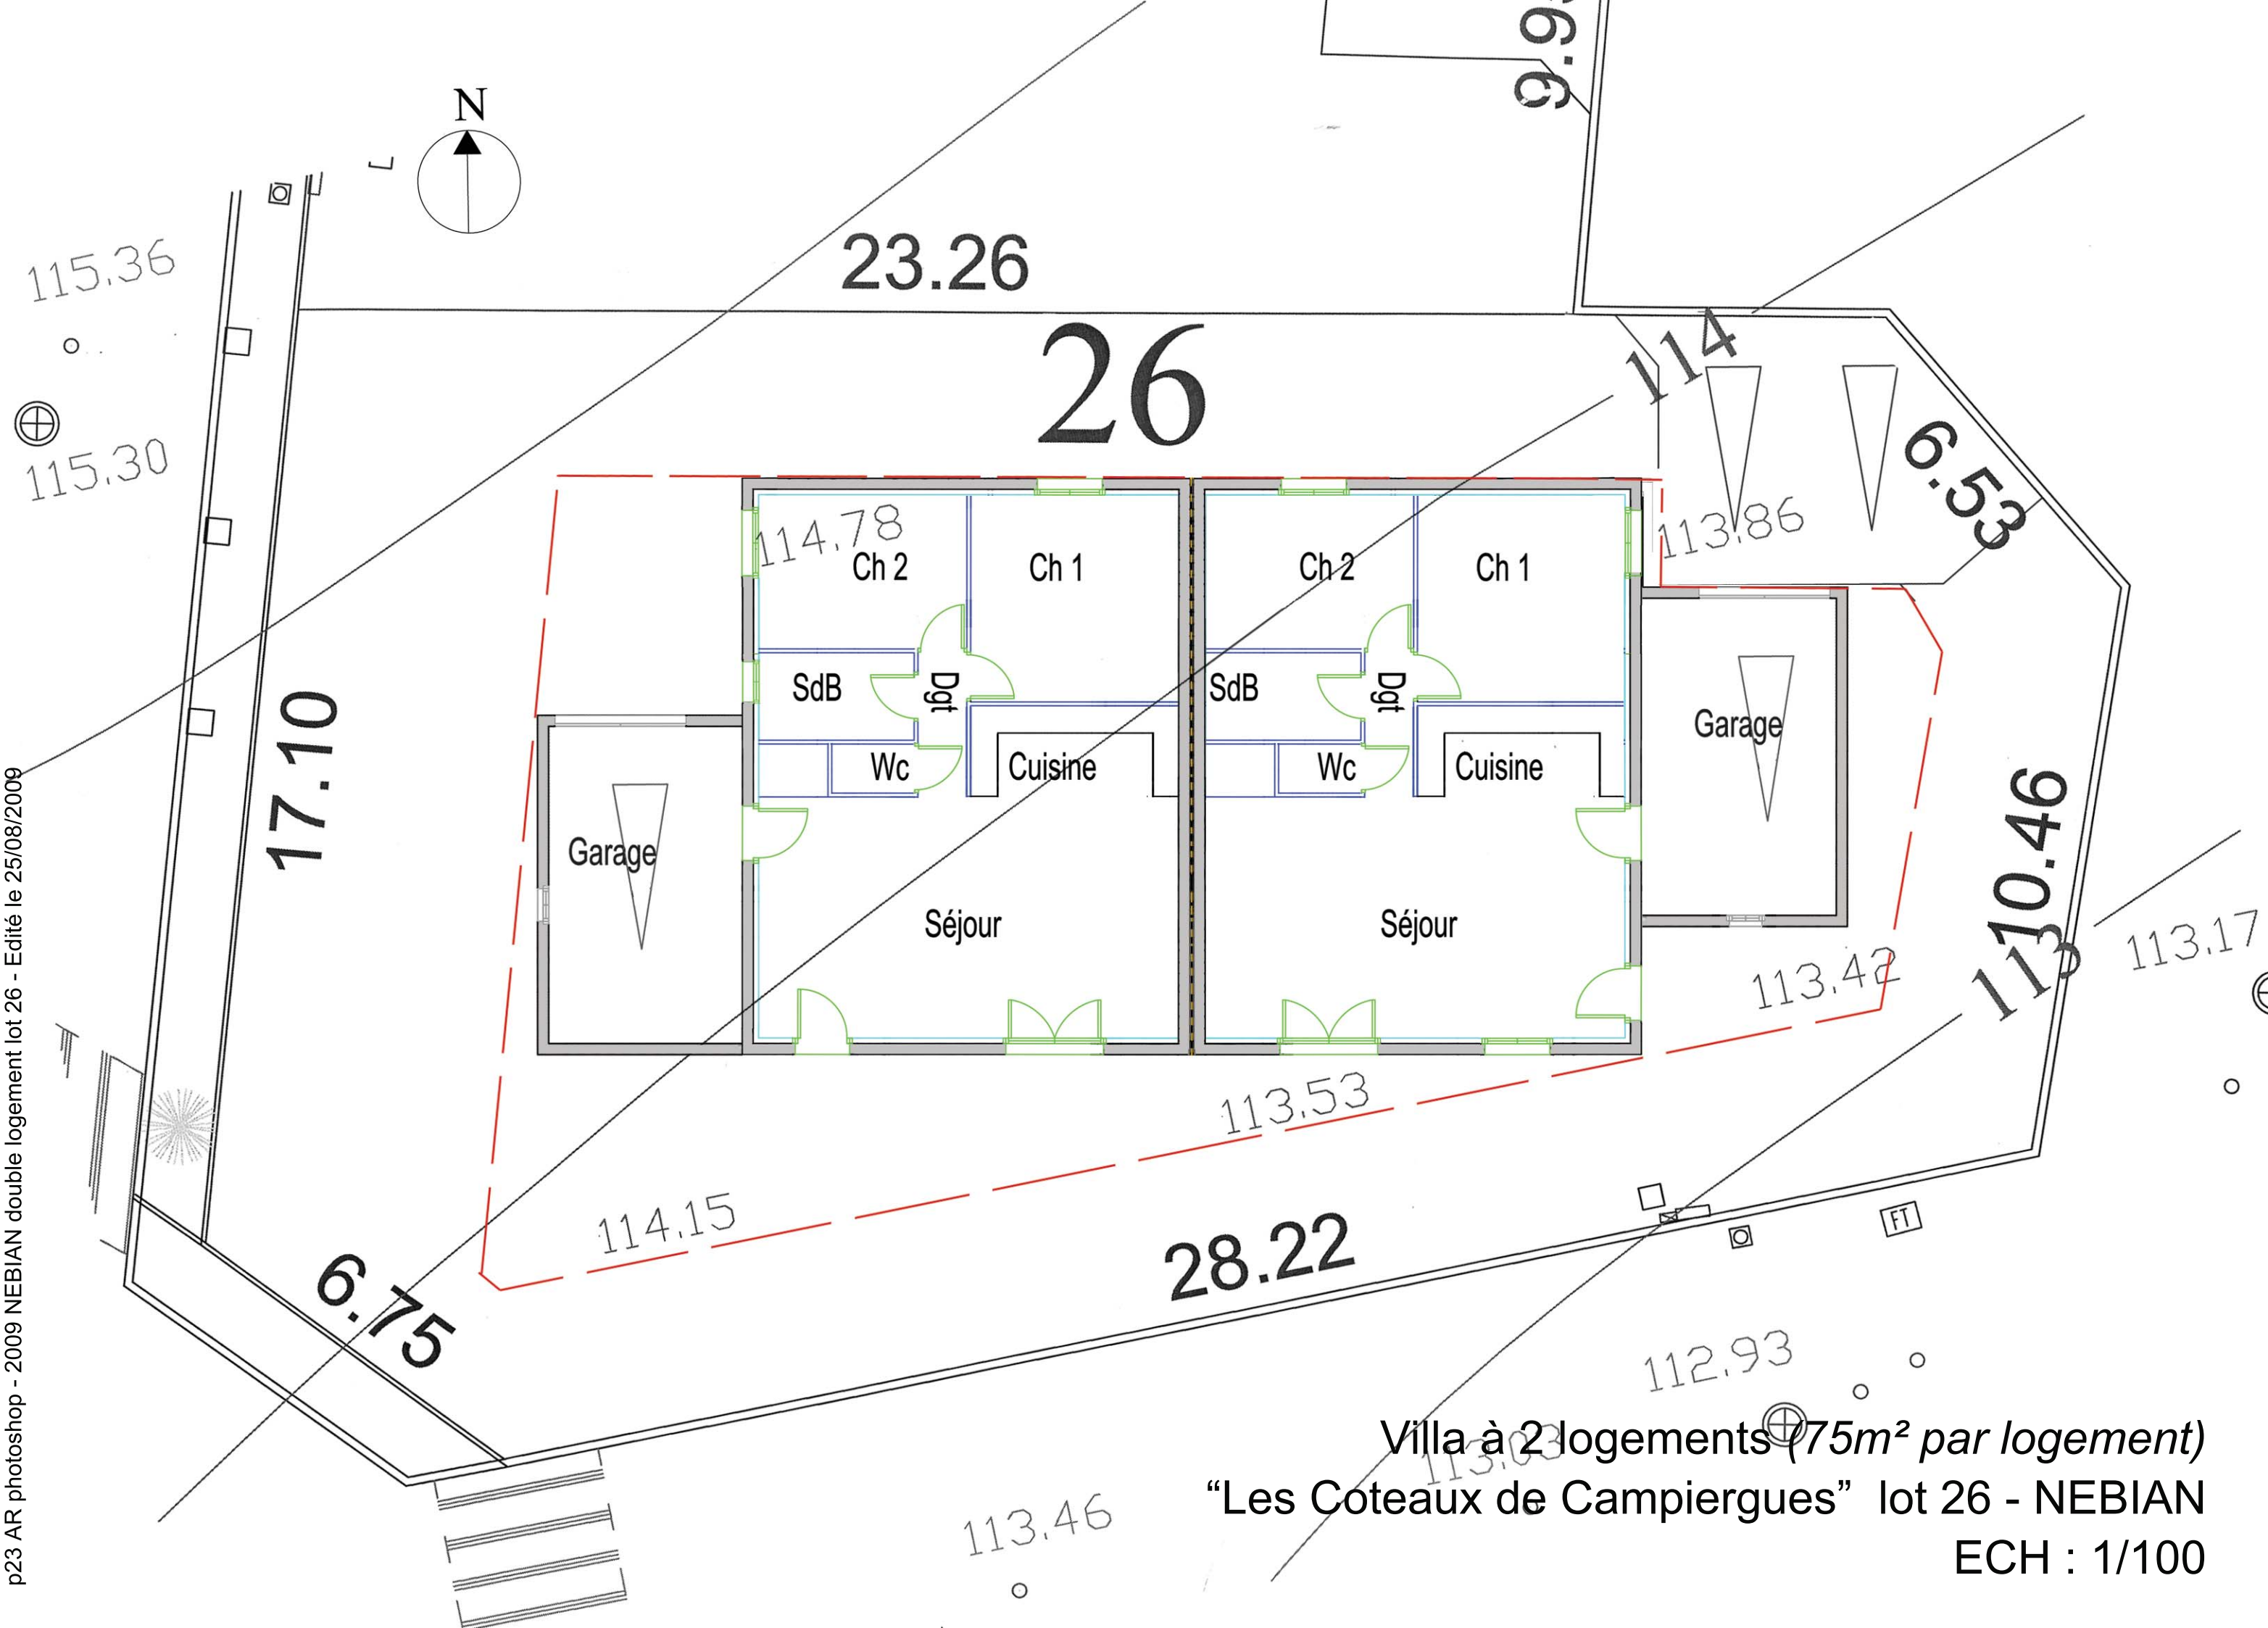 9.9
N
115.36
23.26
26
114
115.30
6.53
114.78
113.86
Ch 2
Ch 1
Ch 2
Ch 1
SdB
Dgt
SdB
Dgt
Garage
17.10
Wc
Cuisine
Wc
Cuisine
Garage
Séjour
Séjour
10.46
113
113.17
113.42
113.53
114.15
28.22
FT
6.75
112.93
113.03
113.46
Villa à 2 logements (75m² par logement)
“Les Coteaux de Campiergues” lot 26 - NEBIAN
ECH : 1/100
p23 AR photoshop - 2009 NEBIAN double logement lot 26 - Edité le 25/08/2009